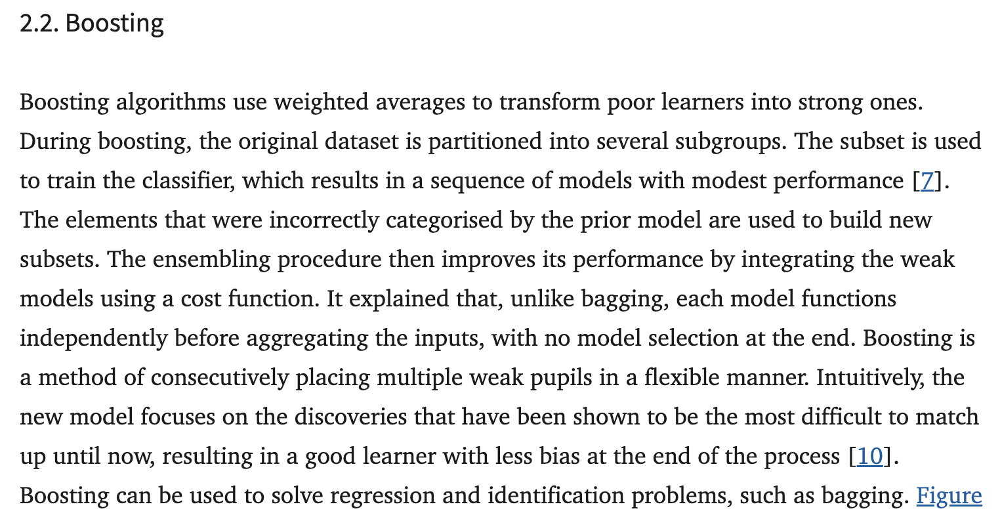 2.2. Boosting
Boosting algorithms use weighted averages to transform poor learners into strong ones.
During boosting, the original dataset is partitioned into several subgroups. The subset is used
to train the classifier, which results in a sequence of models with modest performance [7].
The elements that were incorrectly categorised by the prior model are used to build new
subsets. The ensembling procedure then improves its performance by integrating the weak
models using a cost function. It explained that, unlike bagging, each model functions
independently before aggregating the inputs, with no model selection at the end. Boosting is
a method of consecutively placing multiple weak pupils in a flexible manner. Intuitively, the
new model focuses on the discoveries that have been shown to be the most difficult to match
up until now, resulting in a good learner with less bias at the end of the process [10].
Boosting can be used to solve regression and identification problems, such as bagging. Figure